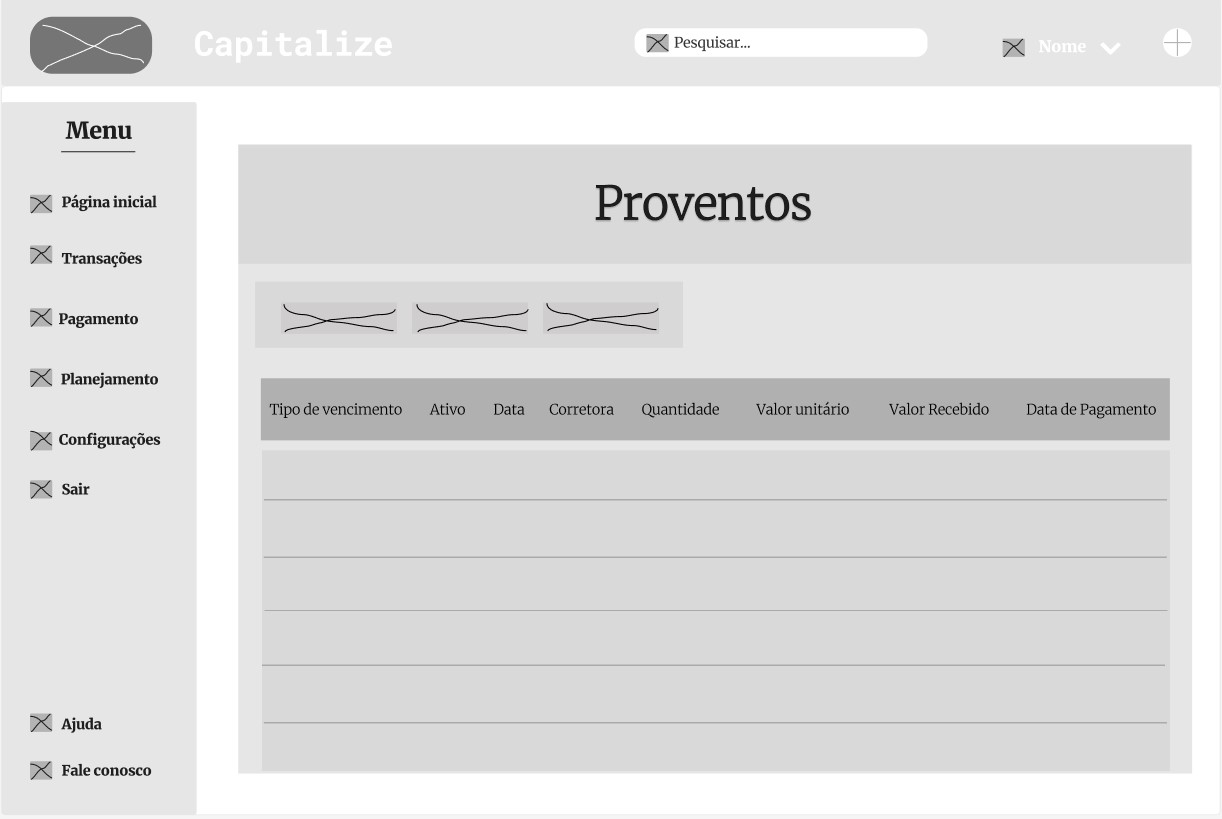 Capitalize
Pesquisar...
Nome
Menu
Página inicial
Transações
Pagamento
Planejamento
Configurações
Sair
Ajuda
Fale conosco
Proventos
Tipo de vencimento Ativo Data Corretora Quantidade Valor unitário Valor Recebido Data de Pagamento